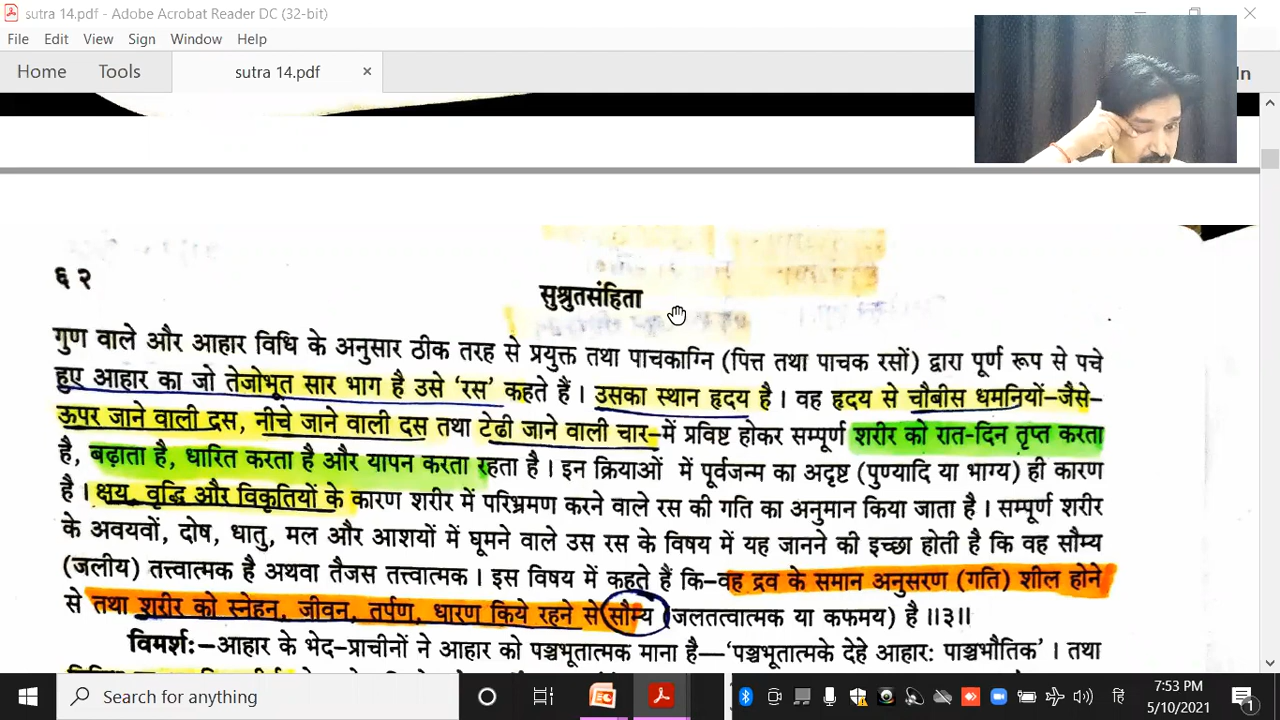 sutra 14.pdf - Adobe Acrobat Reader DC (32-bit)
File Edit View Sign Window Help
Home Tools sutra 14.pdf × In
६२
सुश्रुतसंहिता
गुण वाले और आहार विधि के अनुसार ठीक तरह से प्रयुक्त तथा पाचकाग्नि (पित्त तथा पाचक रसों) द्वारा पूर्ण रूप से पचे
हुए आहार का जो तेजोभूत सार भाग है उसे ‘रस’ कहते हैं। उसका स्थान हृदय है। वह हृदय से चौबीस धमनियों–जैसे–
ऊपर जाने वाली दस, नीचे जाने वाली दस तथा टेढी जाने वाली चार–में प्रविष्ट होकर सम्पूर्ण शरीर को रात-दिन तृप्त करता
है, बढ़ाता है, धारित करता है और यापन करता रहता है। इन क्रियाओं में पूर्वजन्म का अदृष्ट (पुण्यादि या भाग्य) ही कारण
है। क्षय, वृद्धि और विकृतियों के कारण शरीर में परिभ्रमण करने वाले रस की गति का अनुमान किया जाता है। सम्पूर्ण शरीर
के अवयवों, दोष, धातु, मल और आशयों में घूमने वाले उस रस के विषय में यह जानने की इच्छा होती है कि वह सौम्य
(जलीय) तत्त्वात्मक है अथवा तैजस तत्त्वात्मक। इस विषय में कहते हैं कि–वह द्रव के समान अनुसरण (गति) शील होने
से तथा शरीर को स्नेहन, जीवन, तर्पण, धारण किये रहने से सौम्य (जलतत्वात्मक या कफमय) है॥३॥
विमर्शः–आहार के भेद–प्राचीनों ने आहार को पञ्चभूतात्मक माना है—‘पञ्चभूतात्मके देहे आहारः पाञ्चभौतिक’। तथा
Search for anything
हि 7:53 PM
5/10/2021 1